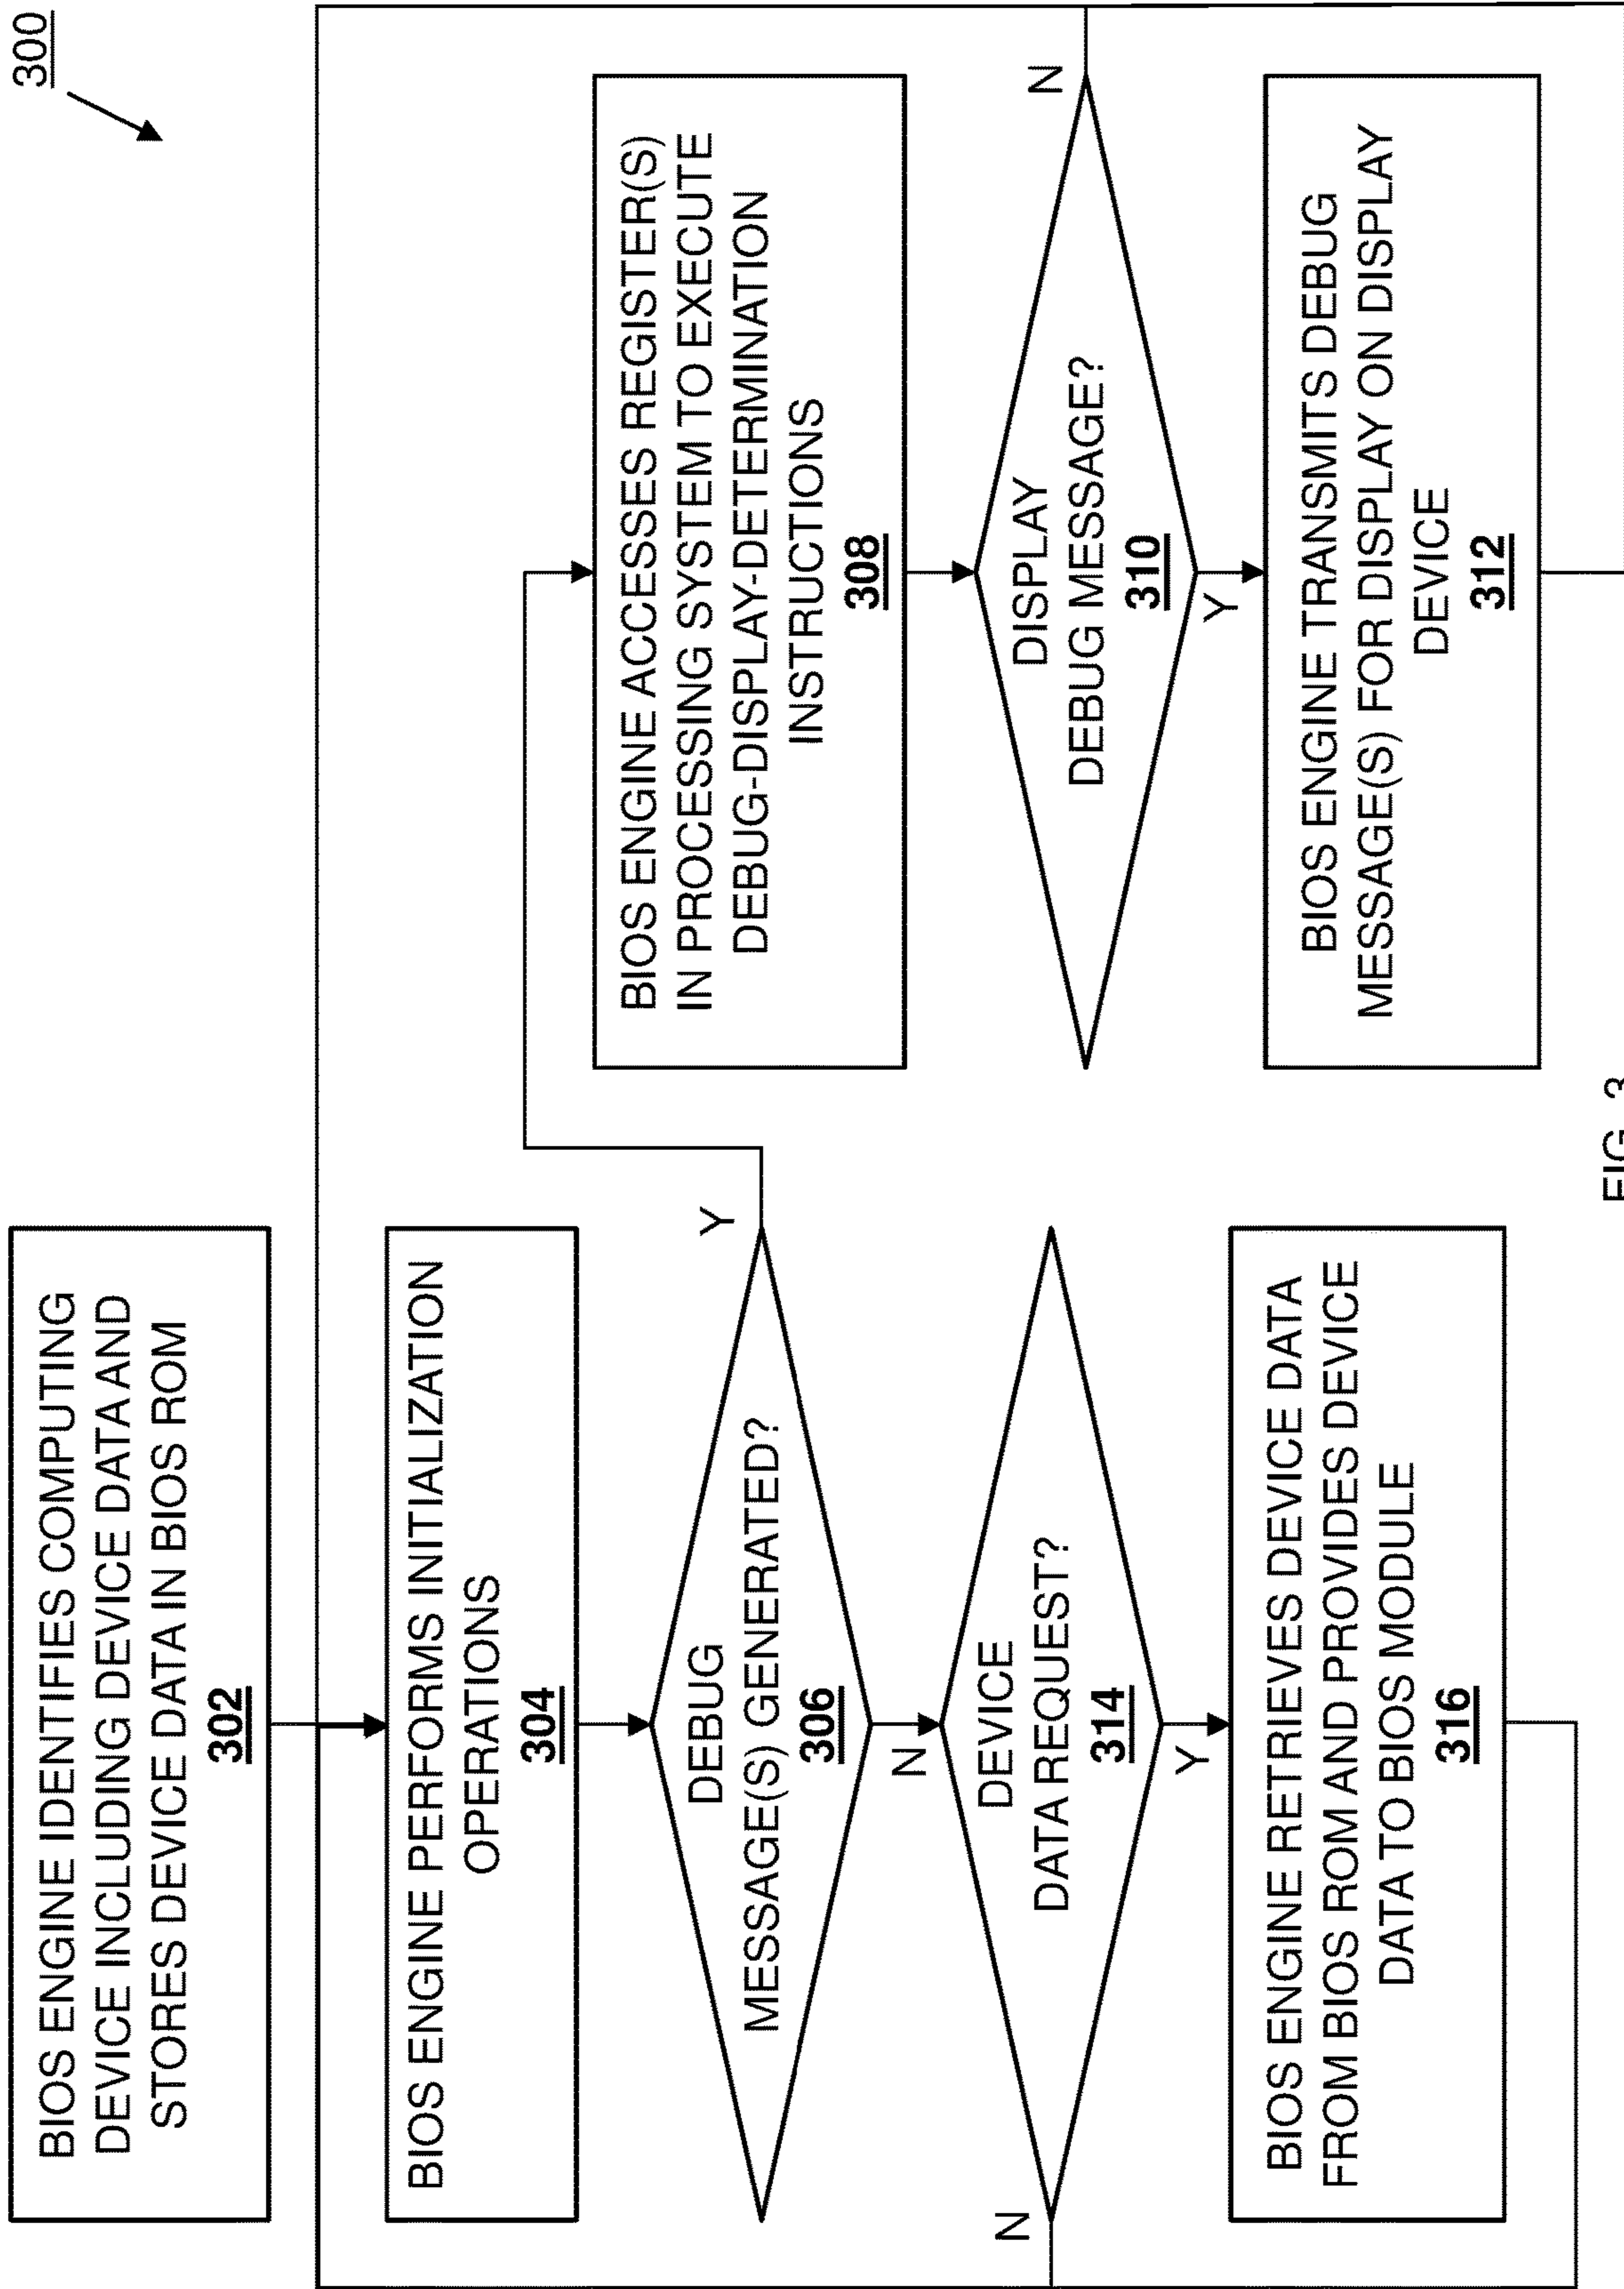 300
BIOS ENGINE IDENTIFIES COMPUTING
DEVICE INCLUDING DEVICE DATA AND
STORES DEVICE DATA IN BIOS ROM
302
BIOS ENGINE PERFORMS INITIALIZATION
OPERATIONS
304
DEBUG
MESSAGE(S) GENERATED?
306
Y
N
DEVICE
DATA REQUEST?
314
N
Y
BIOS ENGINE RETRIEVES DEVICE DATA
FROM BIOS ROM AND PROVIDES DEVICE
DATA TO BIOS MODULE
316
BIOS ENGINE ACCESSES REGISTER(S)
IN PROCESSING SYSTEM TO EXECUTE
DEBUG-DISPLAY-DETERMINATION
INSTRUCTIONS
308
DISPLAY
DEBUG MESSAGE?
310
N
Y
BIOS ENGINE TRANSMITS DEBUG
MESSAGE(S) FOR DISPLAY ON DISPLAY
DEVICE
312
FIG. 3